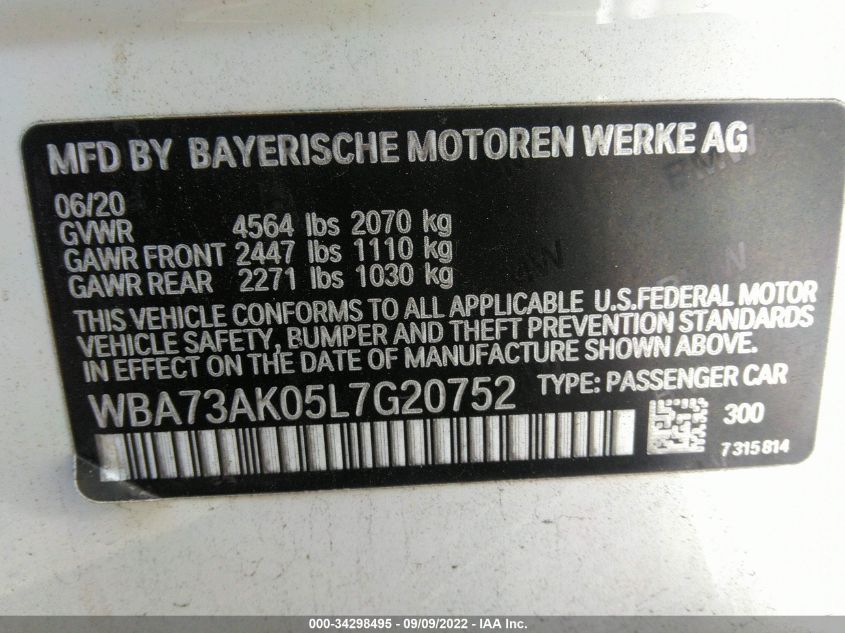 MFD BY BAYERISCHE MOTOREN WERKE AG
06/20
GVWR 4564 lbs 2070 kg
GAWR FRONT 2447 lbs 1110 kg
GAWR REAR 2271 lbs 1030 kg
THIS VEHICLE CONFORMS TO ALL APPLICABLE U.S.FEDERAL MOTOR
VEHICLE SAFETY, BUMPER AND THEFT PREVENTION STANDARDS
IN EFFECT ON THE DATE OF MANUFACTURE SHOWN ABOVE.
WBA73AK05L7G20752 TYPE: PASSENGER CAR
300
7315814
000-34298495 - 09/09/2022 - IAA Inc.